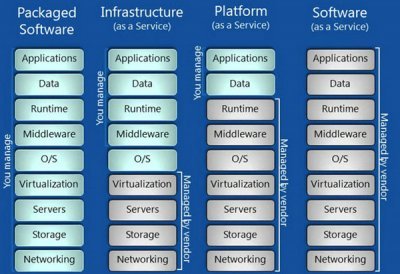 Packaged
Software
You manage
Applications
Data
Runtime
Middleware
O/S
Virtualization
Servers
Storage
Networking
Infrastructure
(as a Service)
You manage
Applications
Data
Runtime
Middleware
O/S
Virtualization
Servers
Storage
Networking
Managed by vendor
Platform
(as a Service)
You manage
Applications
Data
Runtime
Middleware
O/S
Virtualization
Servers
Storage
Networking
Managed by vendor
Software
(as a Service)
Applications
Data
Runtime
Middleware
O/S
Virtualization
Servers
Storage
Networking
Managed by vendor